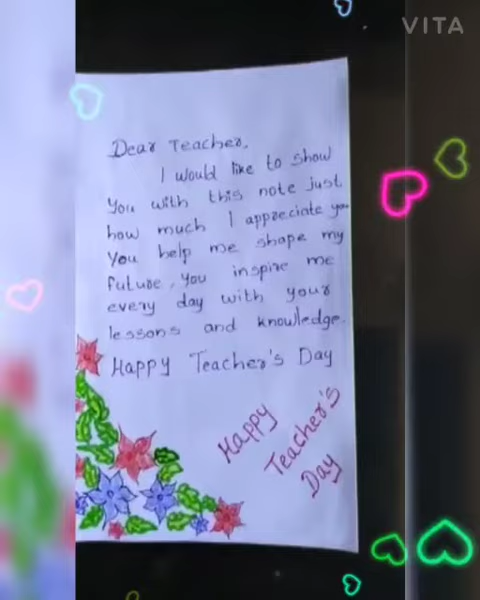 VITA
Dear Teacher,
I would like to show
You with this note just
how much I appreciate you
You help me shape my
future, you inspire me
every day with your
lessons and knowledge.
Happy Teacher's Day
Happy
Teacher's
Day